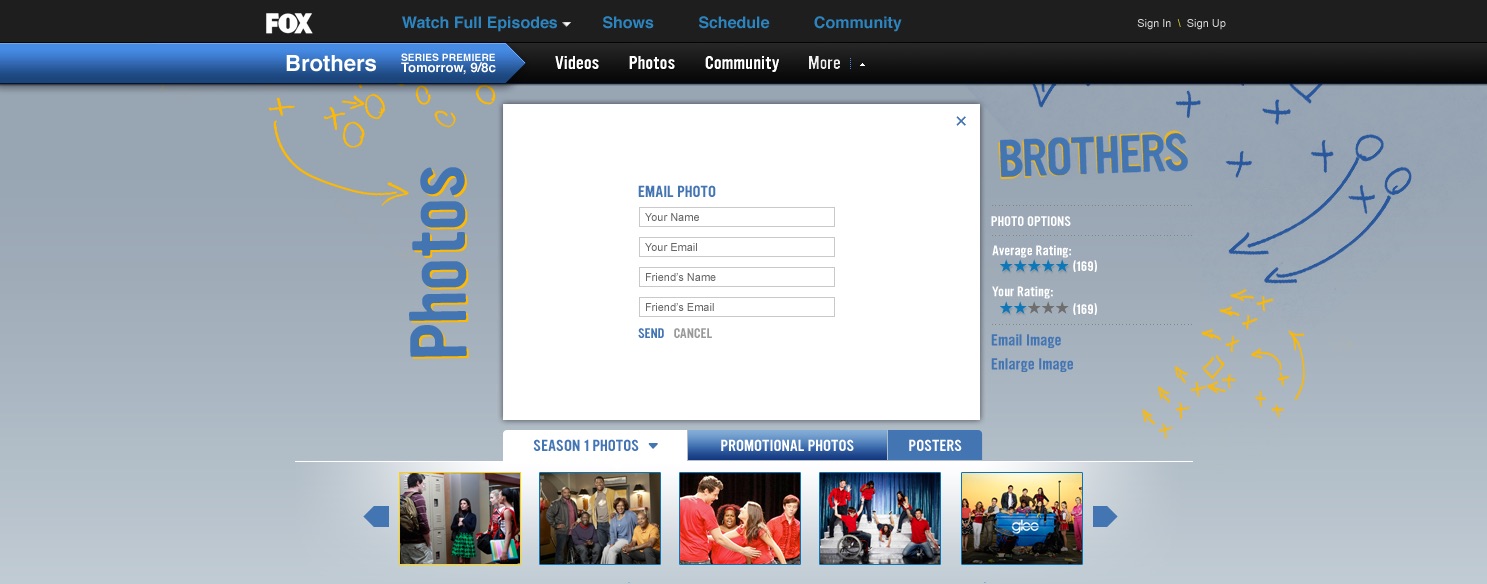 FOX
Watch Full Episodes
Shows
Schedule
Community
Sign In \ Sign Up
Brothers
SERIES PREMIERE
Tomorrow, 9/8c
Videos
Photos
Community
More
Photos
×
EMAIL PHOTO
Your Name
Your Email
Friend's Name
Friend's Email
SEND CANCEL
BROTHERS
PHOTO OPTIONS
Average Rating:
(169)
Your Rating:
(169)
Email Image
Enlarge Image
SEASON 1 PHOTOS
PROMOTIONAL PHOTOS
POSTERS
glee